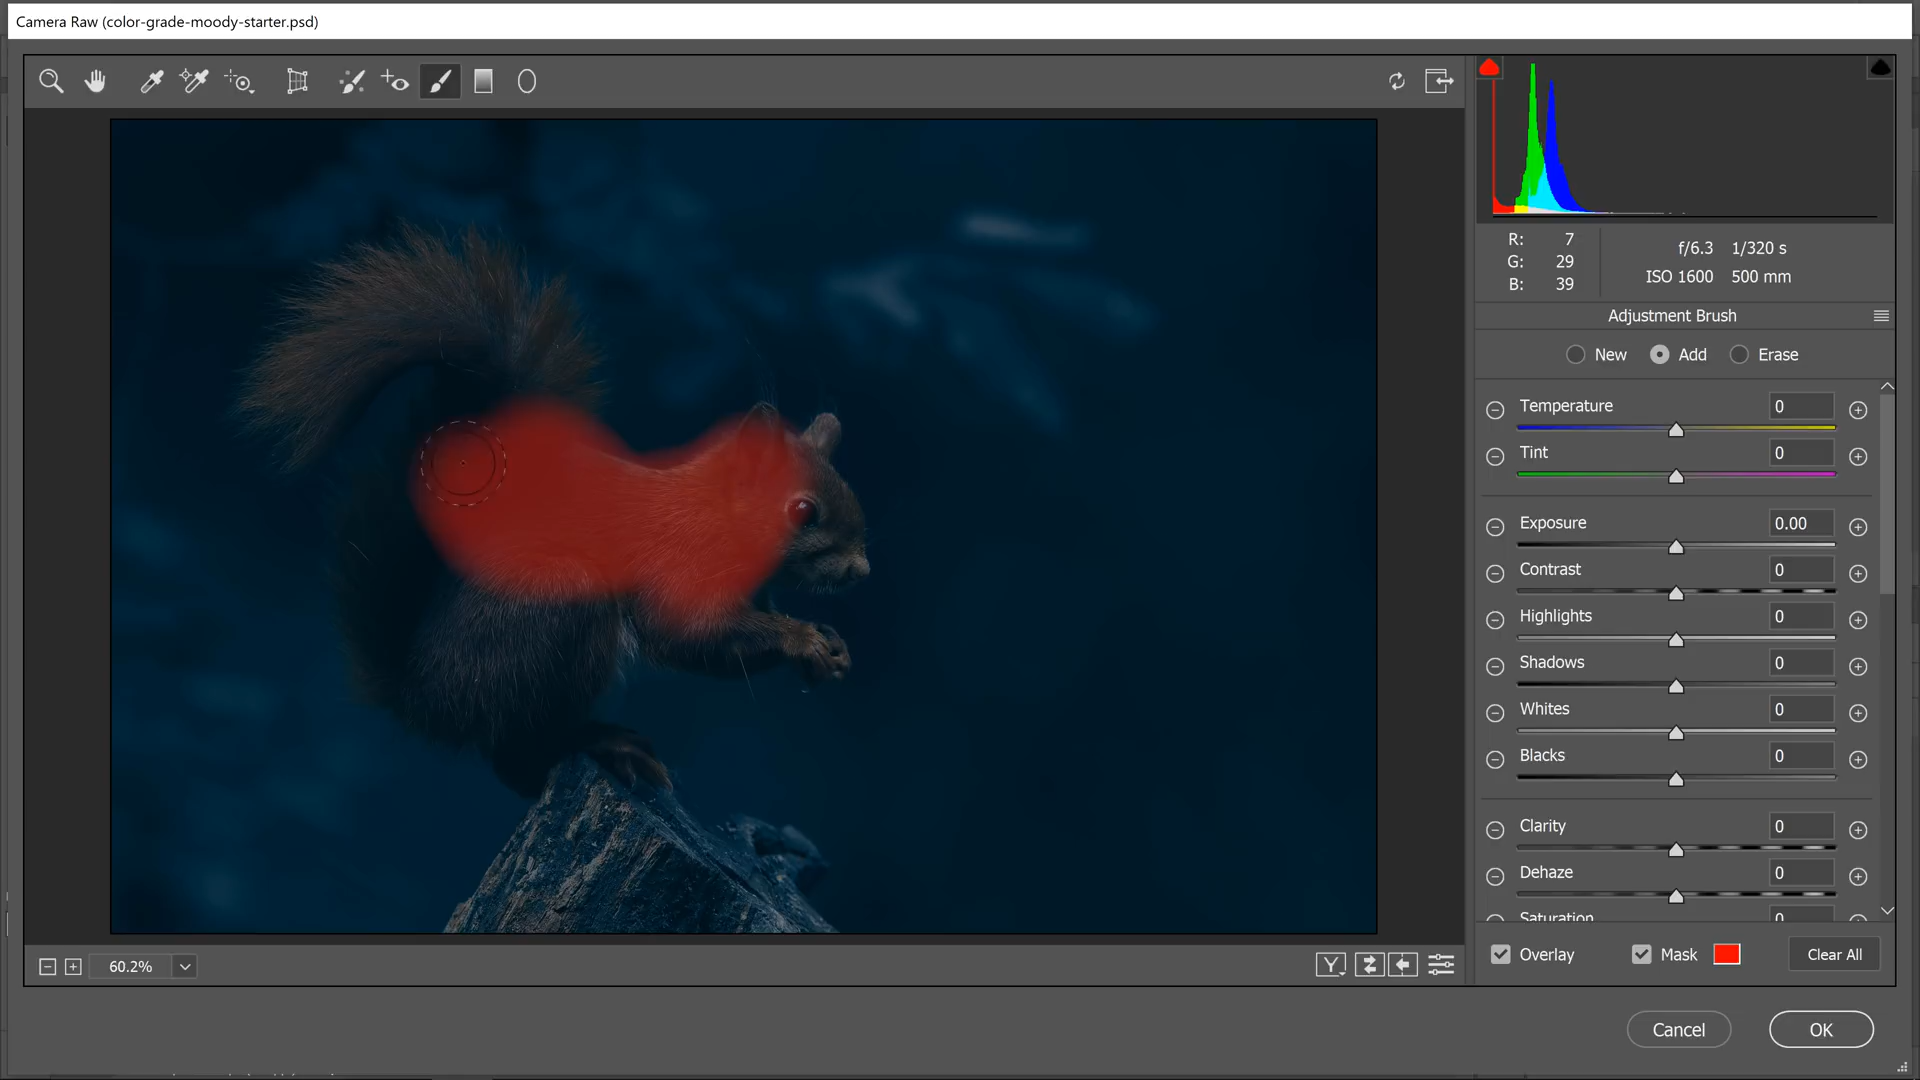 Camera Raw (color-grade-moody-starter.psd)
R: 7
G: 29
B: 39
f/6.3 1/320 s
ISO 1600 500 mm
Adjustment Brush
New Add Erase
Temperature 0
Tint 0
Exposure 0.00
Contrast 0
Highlights 0
Shadows 0
Whites 0
Blacks 0
Clarity 0
Dehaze 0
Saturation 0
60.2%
Y
Overlay Mask Clear All
Cancel OK